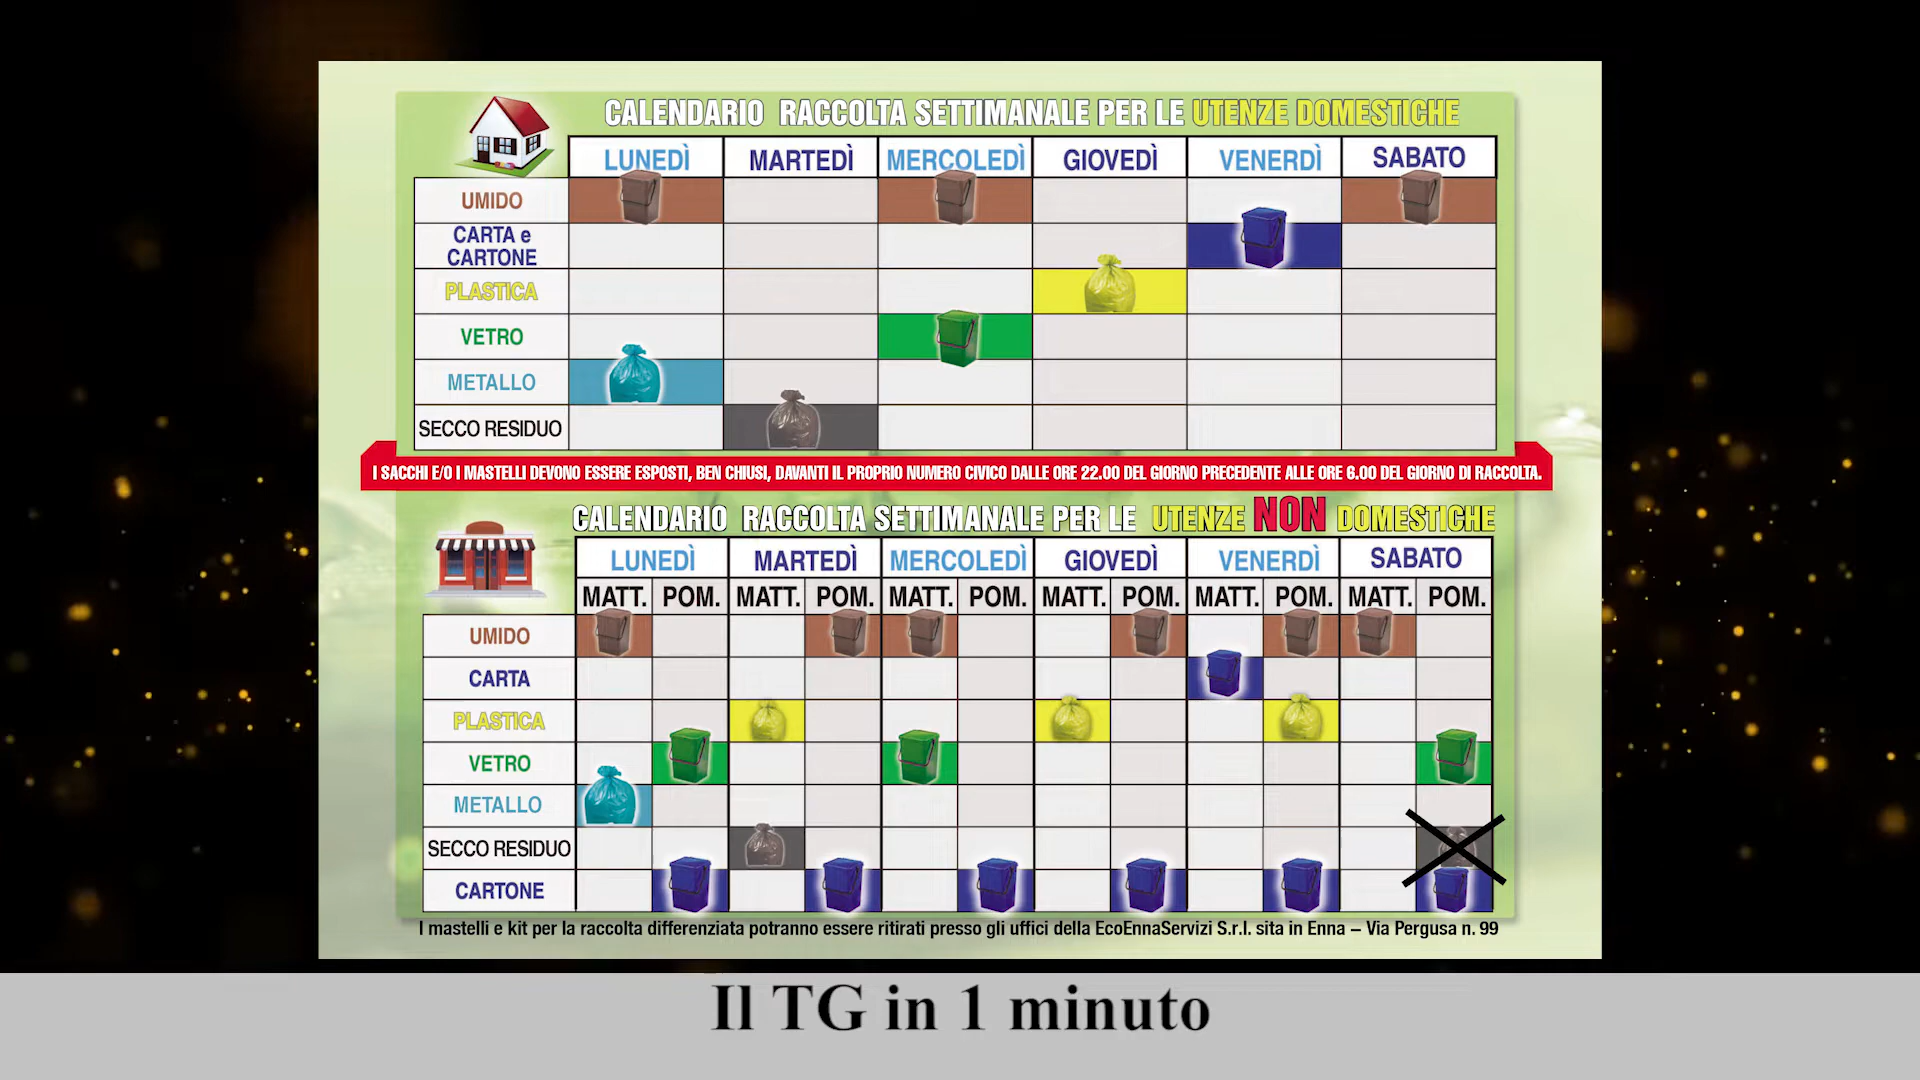 CALENDARIO RACCOLTA SETTIMANALE PER LE UTENZE DOMESTICHE
LUNEDÌ MARTEDÌ MERCOLEDÌ GIOVEDÌ VENERDÌ SABATO
UMIDO
CARTA e
CARTONE
PLASTICA
VETRO
METALLO
SECCO RESIDUO
I SACCHI E/O I MASTELLI DEVONO ESSERE ESPOSTI, BEN CHIUSI, DAVANTI IL PROPRIO NUMERO CIVICO DALLE ORE 22.00 DEL GIORNO PRECEDENTE ALLE ORE 6.00 DEL GIORNO DI RACCOLTA.
CALENDARIO RACCOLTA SETTIMANALE PER LE UTENZE NON DOMESTICHE
LUNEDÌ MARTEDÌ MERCOLEDÌ GIOVEDÌ VENERDÌ SABATO
MATT. POM. MATT. POM. MATT. POM. MATT. POM. MATT. POM. MATT. POM.
UMIDO
CARTA
PLASTICA
VETRO
METALLO
SECCO RESIDUO
CARTONE
I mastelli e kit per la raccolta differenziata potranno essere ritirati presso gli uffici della EcoEnnaServizi S.r.l. sita in Enna – Via Pergusa n. 99
Il TG in 1 minuto